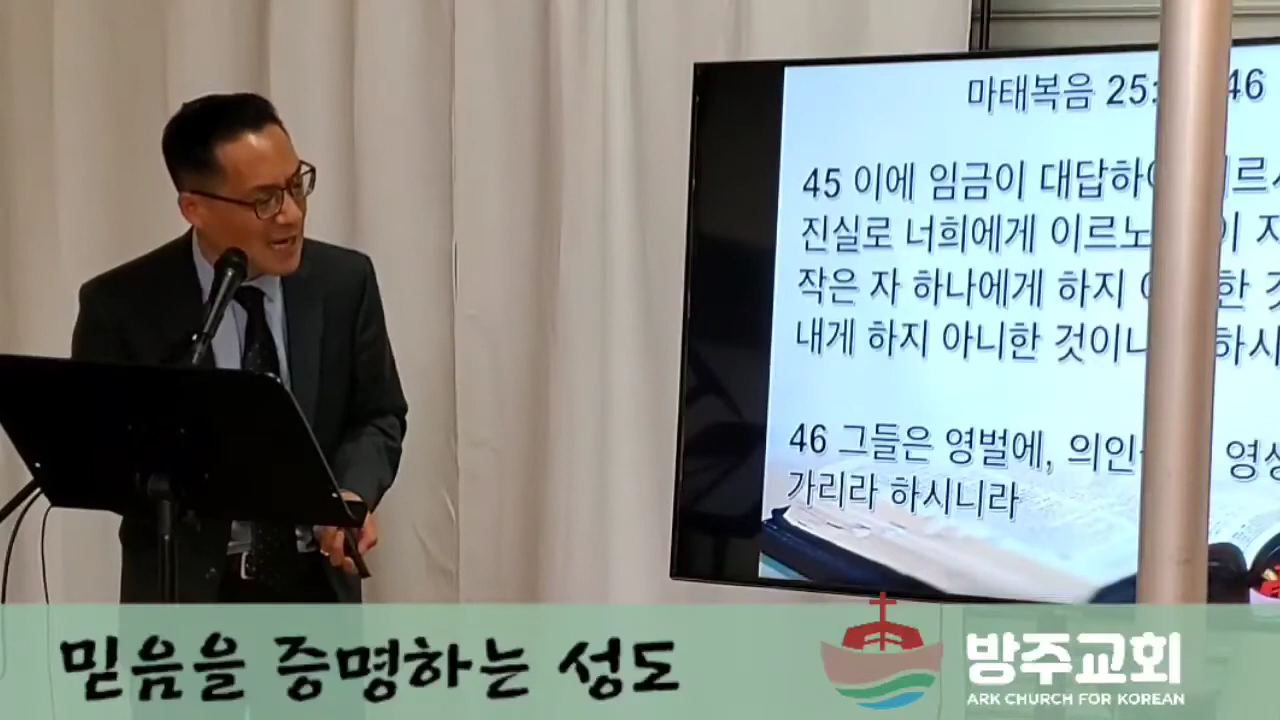 마태복음 25: 46
45 이에 임금이 대답하
진실로 너희에게 이르노
작은 자 하나에게 하지 한
내게 하지 아니한 것이니 하시
46 그들은 영벌에, 의인 영생
가리라 하시니라
믿음을 증명하는 성도
방주교회
ARK CHURCH FOR KOREAN